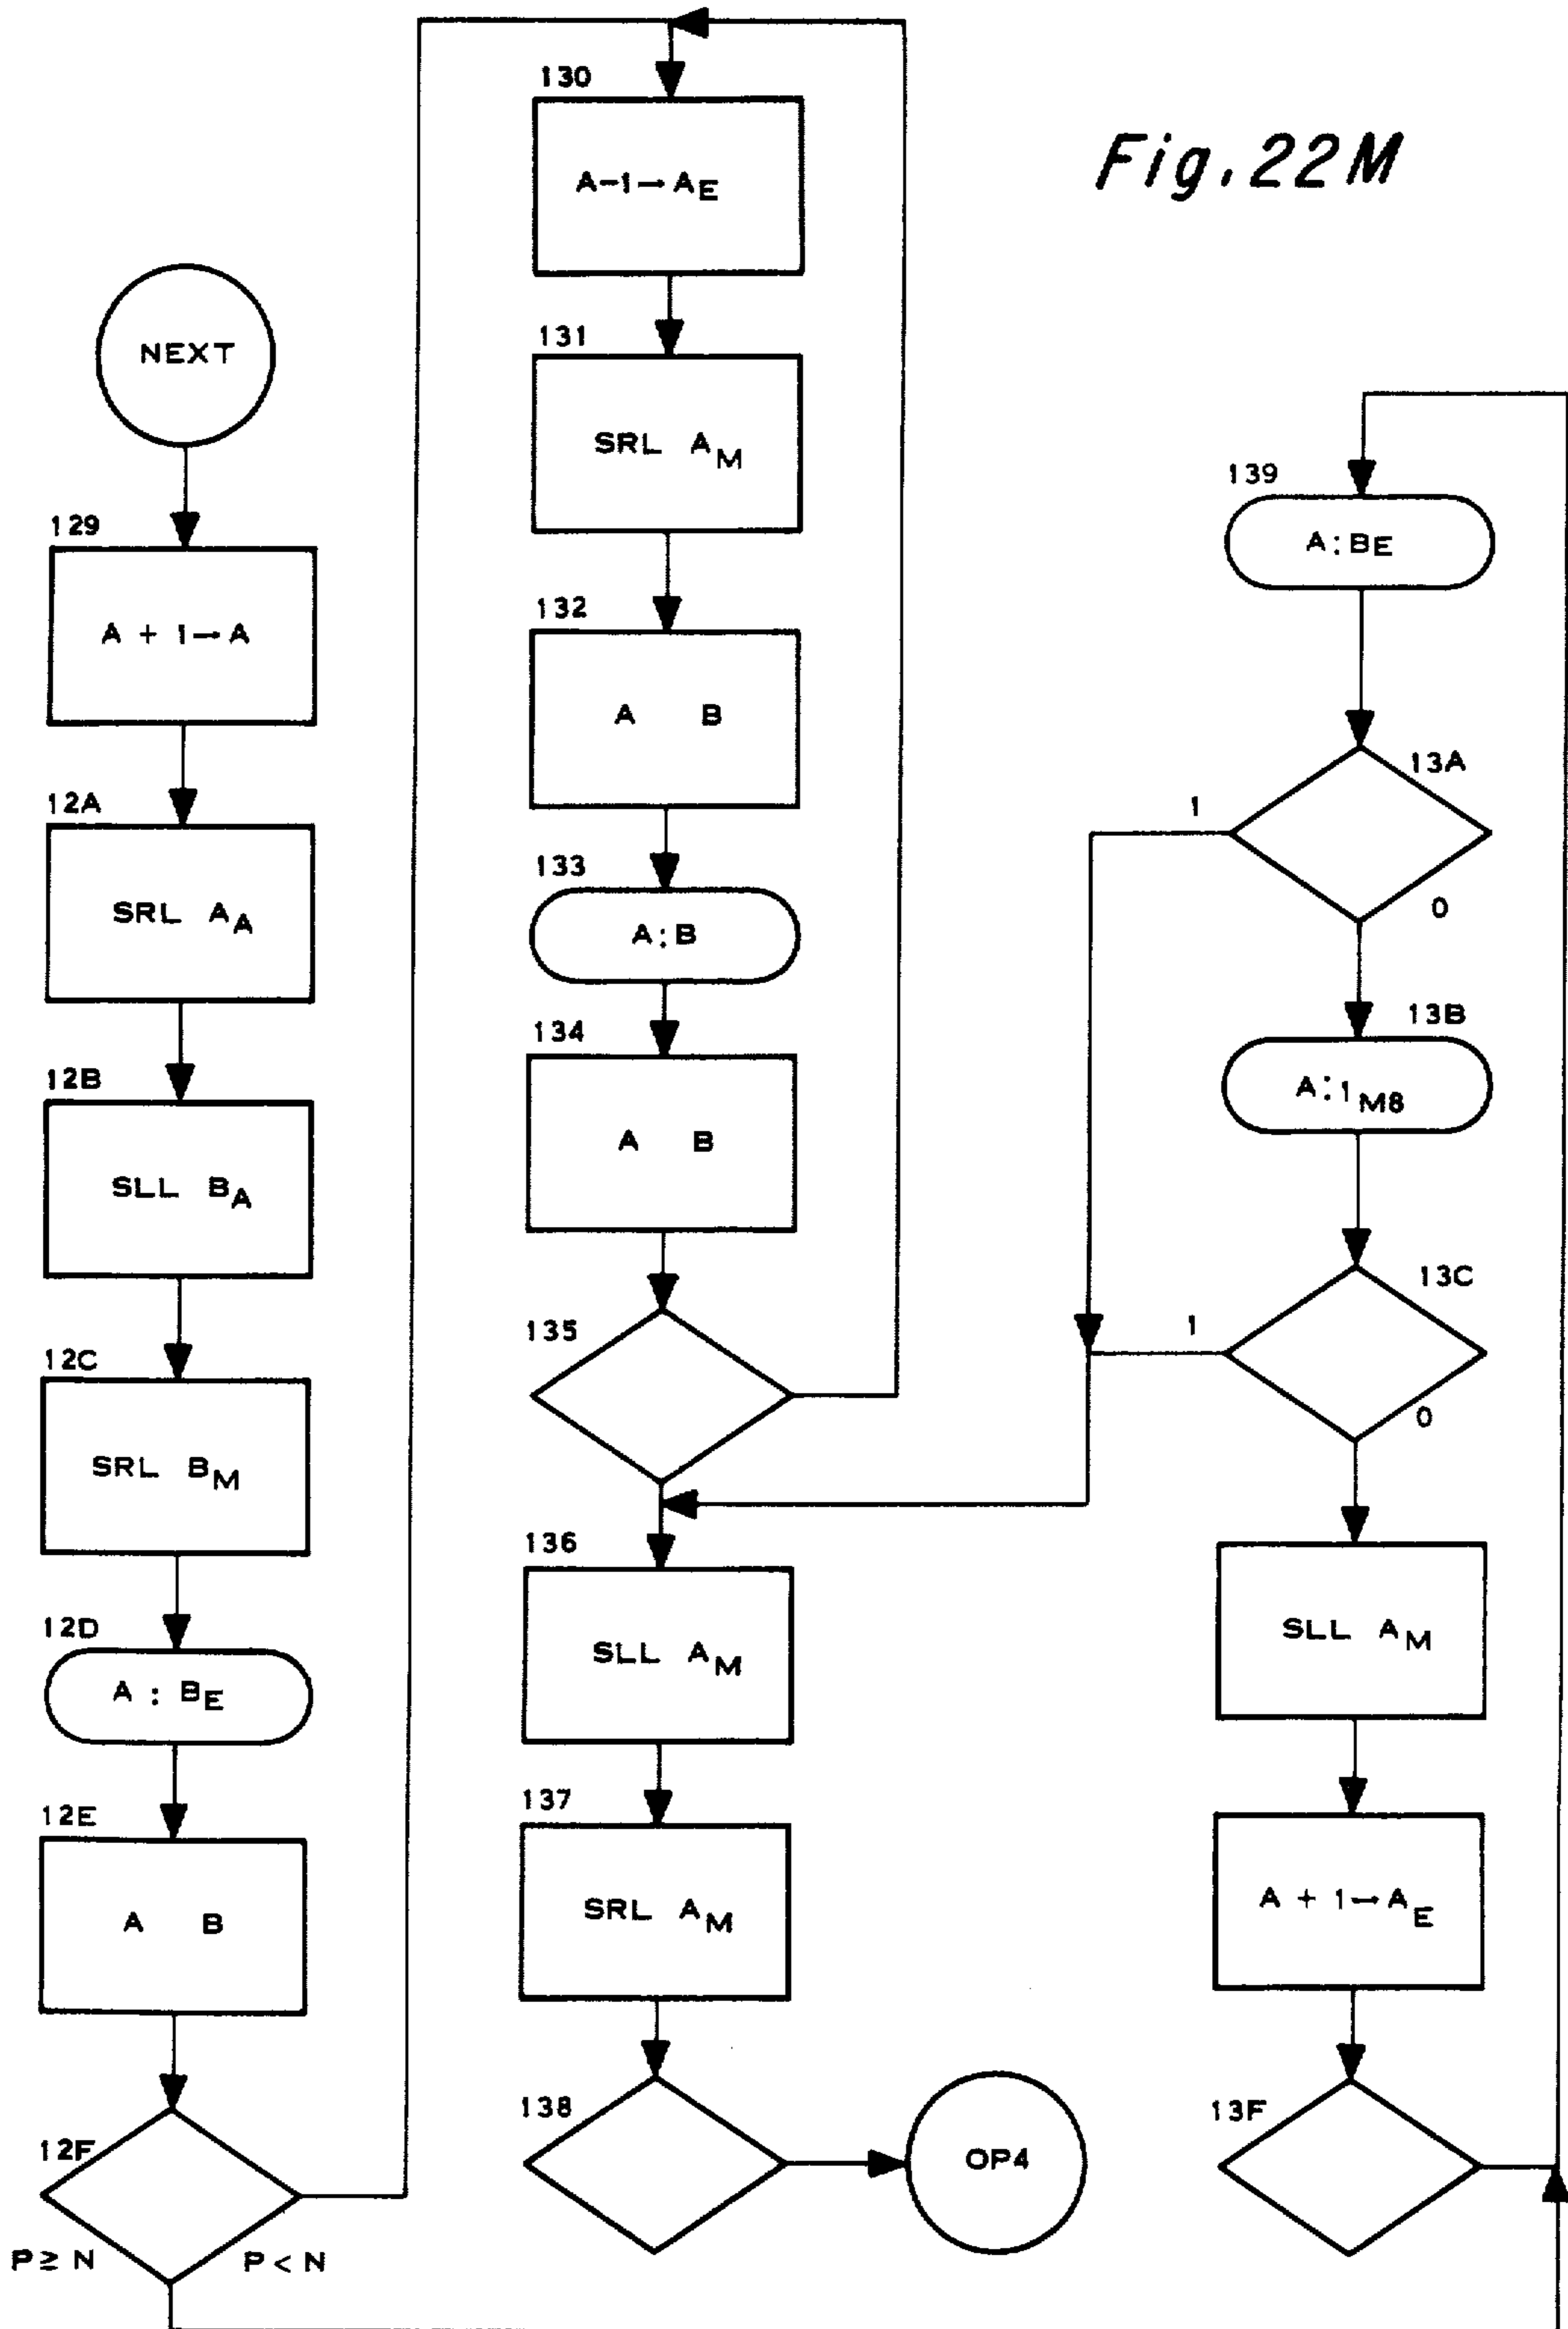 Fig. 22M
NEXT
129
A + 1→A
12A
SRL A_A
12B
SLL B_A
12C
SRL B_M
12D
A : B_E
12E
A B
12F
P ≥ N
P < N
130
A-1→A_E
131
SRL A_M
132
A B
133
A:B
134
A B
135
136
SLL A_M
137
SRL A_M
138
OP4
139
A:B_E
13A
1
0
13B
A:1_M8
13C
1
0
SLL A_M
A + 1→A_E
13F